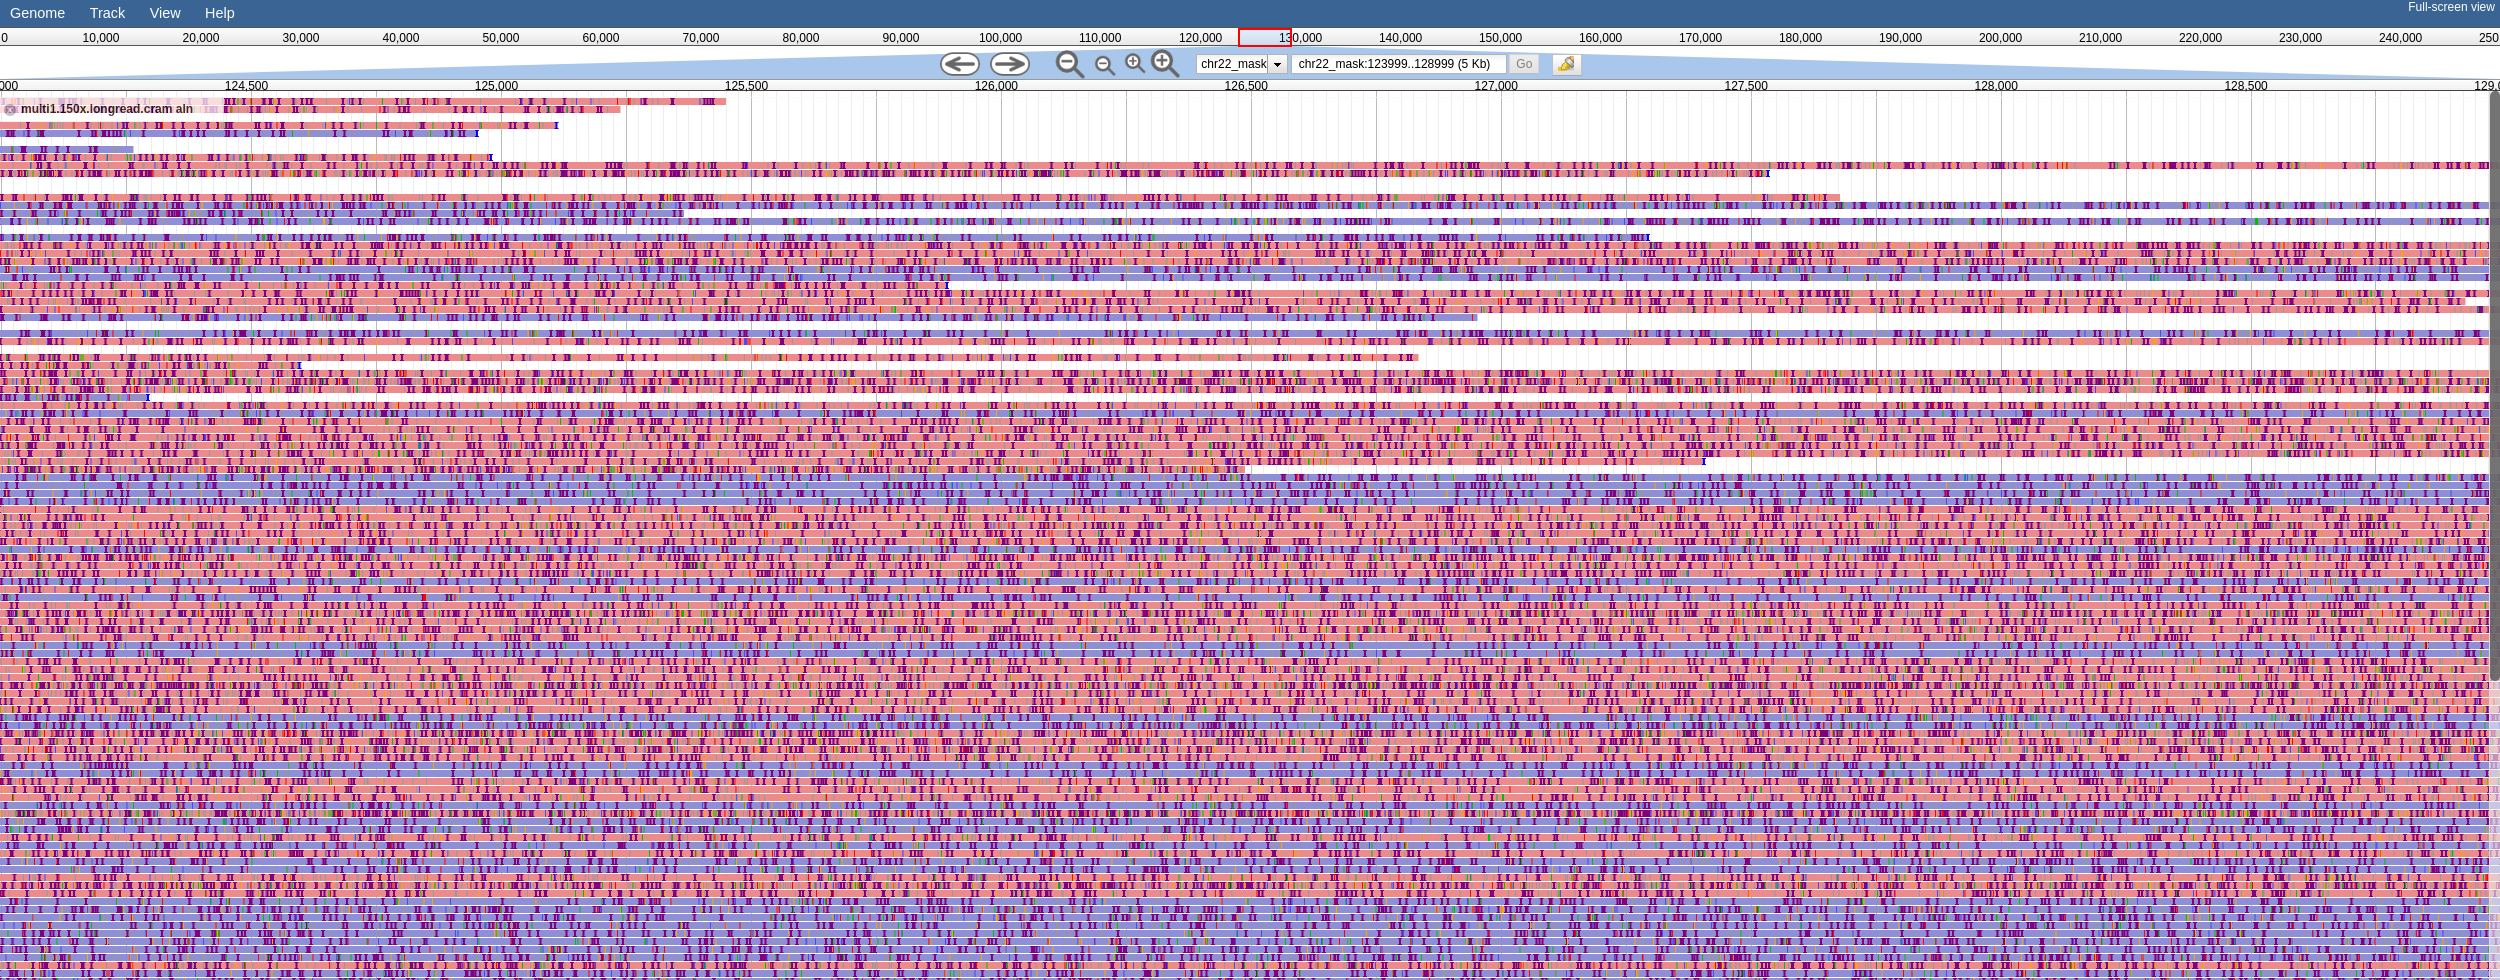 Genome Track View Help Full-screen view
0 10,000 20,000 30,000 40,000 50,000 60,000 70,000 80,000 90,000 100,000 110,000 120,000 130,000 140,000 150,000 160,000 170,000 180,000 190,000 200,000 210,000 220,000 230,000 240,000 250
chr22_mask chr22_mask:123999..128999 (5 Kb) Go
000 124,500 125,000 125,500 126,000 126,500 127,000 127,500 128,000 128,500 129,0
multi1.150x.longread.cram aln